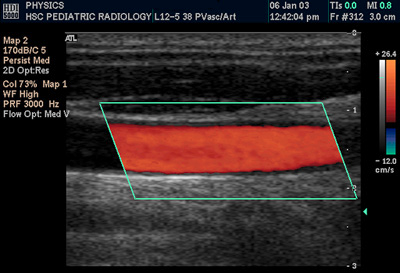 HDI
5000
PHYSICS
HSC PEDIATRIC RADIOLOGY
L12-5 38 PVasc/Art
06 Jan 03
12:42:04 pm
TIs 0.0
Fr #312
MI 0.8
3.0 cm
Map 2
170dB/C 5
Persist Med
2D Opt:Res
Col 73% Map 1
WF High
PRF 3000 Hz
Flow Opt: Med V
ATL
0
1
2
3
+ 26.4
- 12.0
cm/s